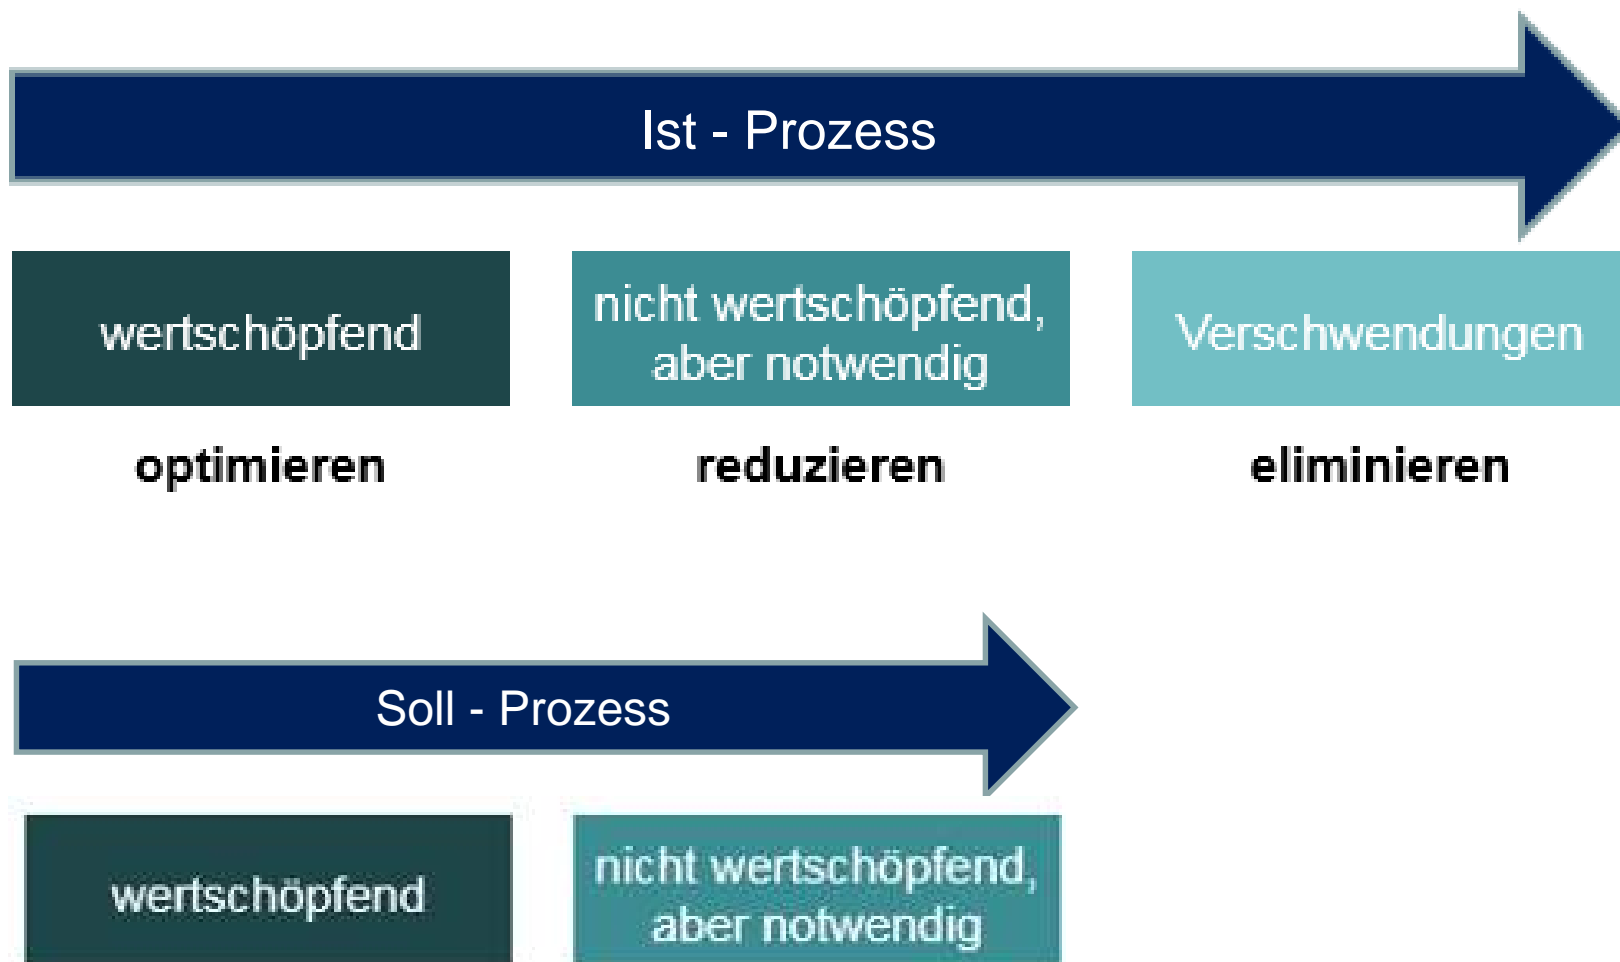 Ist - Prozess
wertschöpfend
nicht wertschöpfend,
aber notwendig
Verschwendungen
optimieren
reduzieren
eliminieren
Soll - Prozess
wertschöpfend
nicht wertschöpfend,
aber notwendig